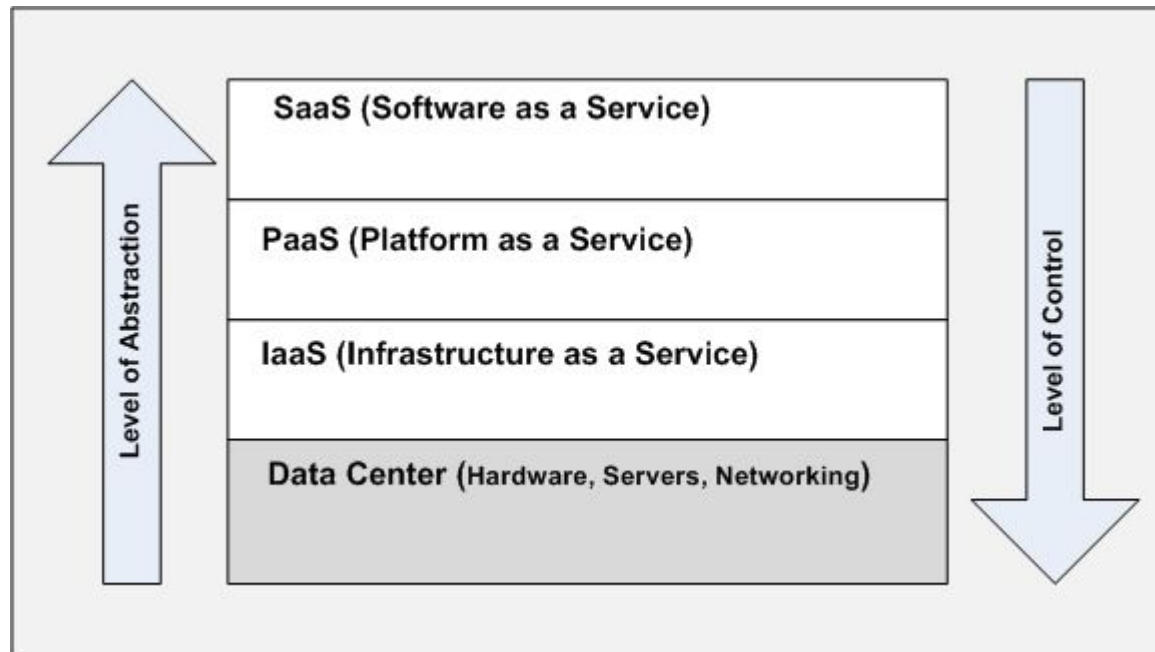 SaaS (Software as a Service)
PaaS (Platform as a Service)
IaaS (Infrastructure as a Service)
Data Center (Hardware, Servers, Networking)
Level of Abstraction
Level of Control